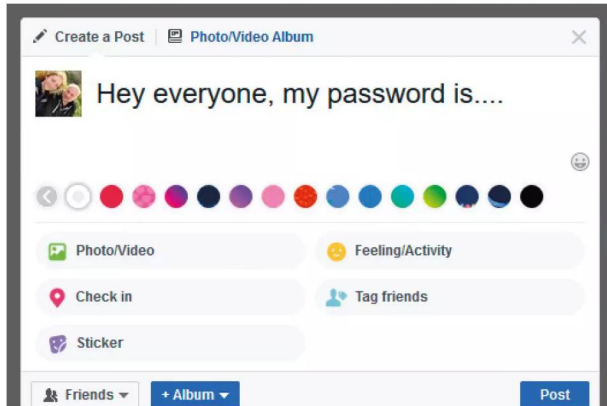 Create a Post Photo/Video Album
Hey everyone, my password is....
Photo/Video Feeling/Activity
Check in Tag friends
Sticker
Friends + Album Post